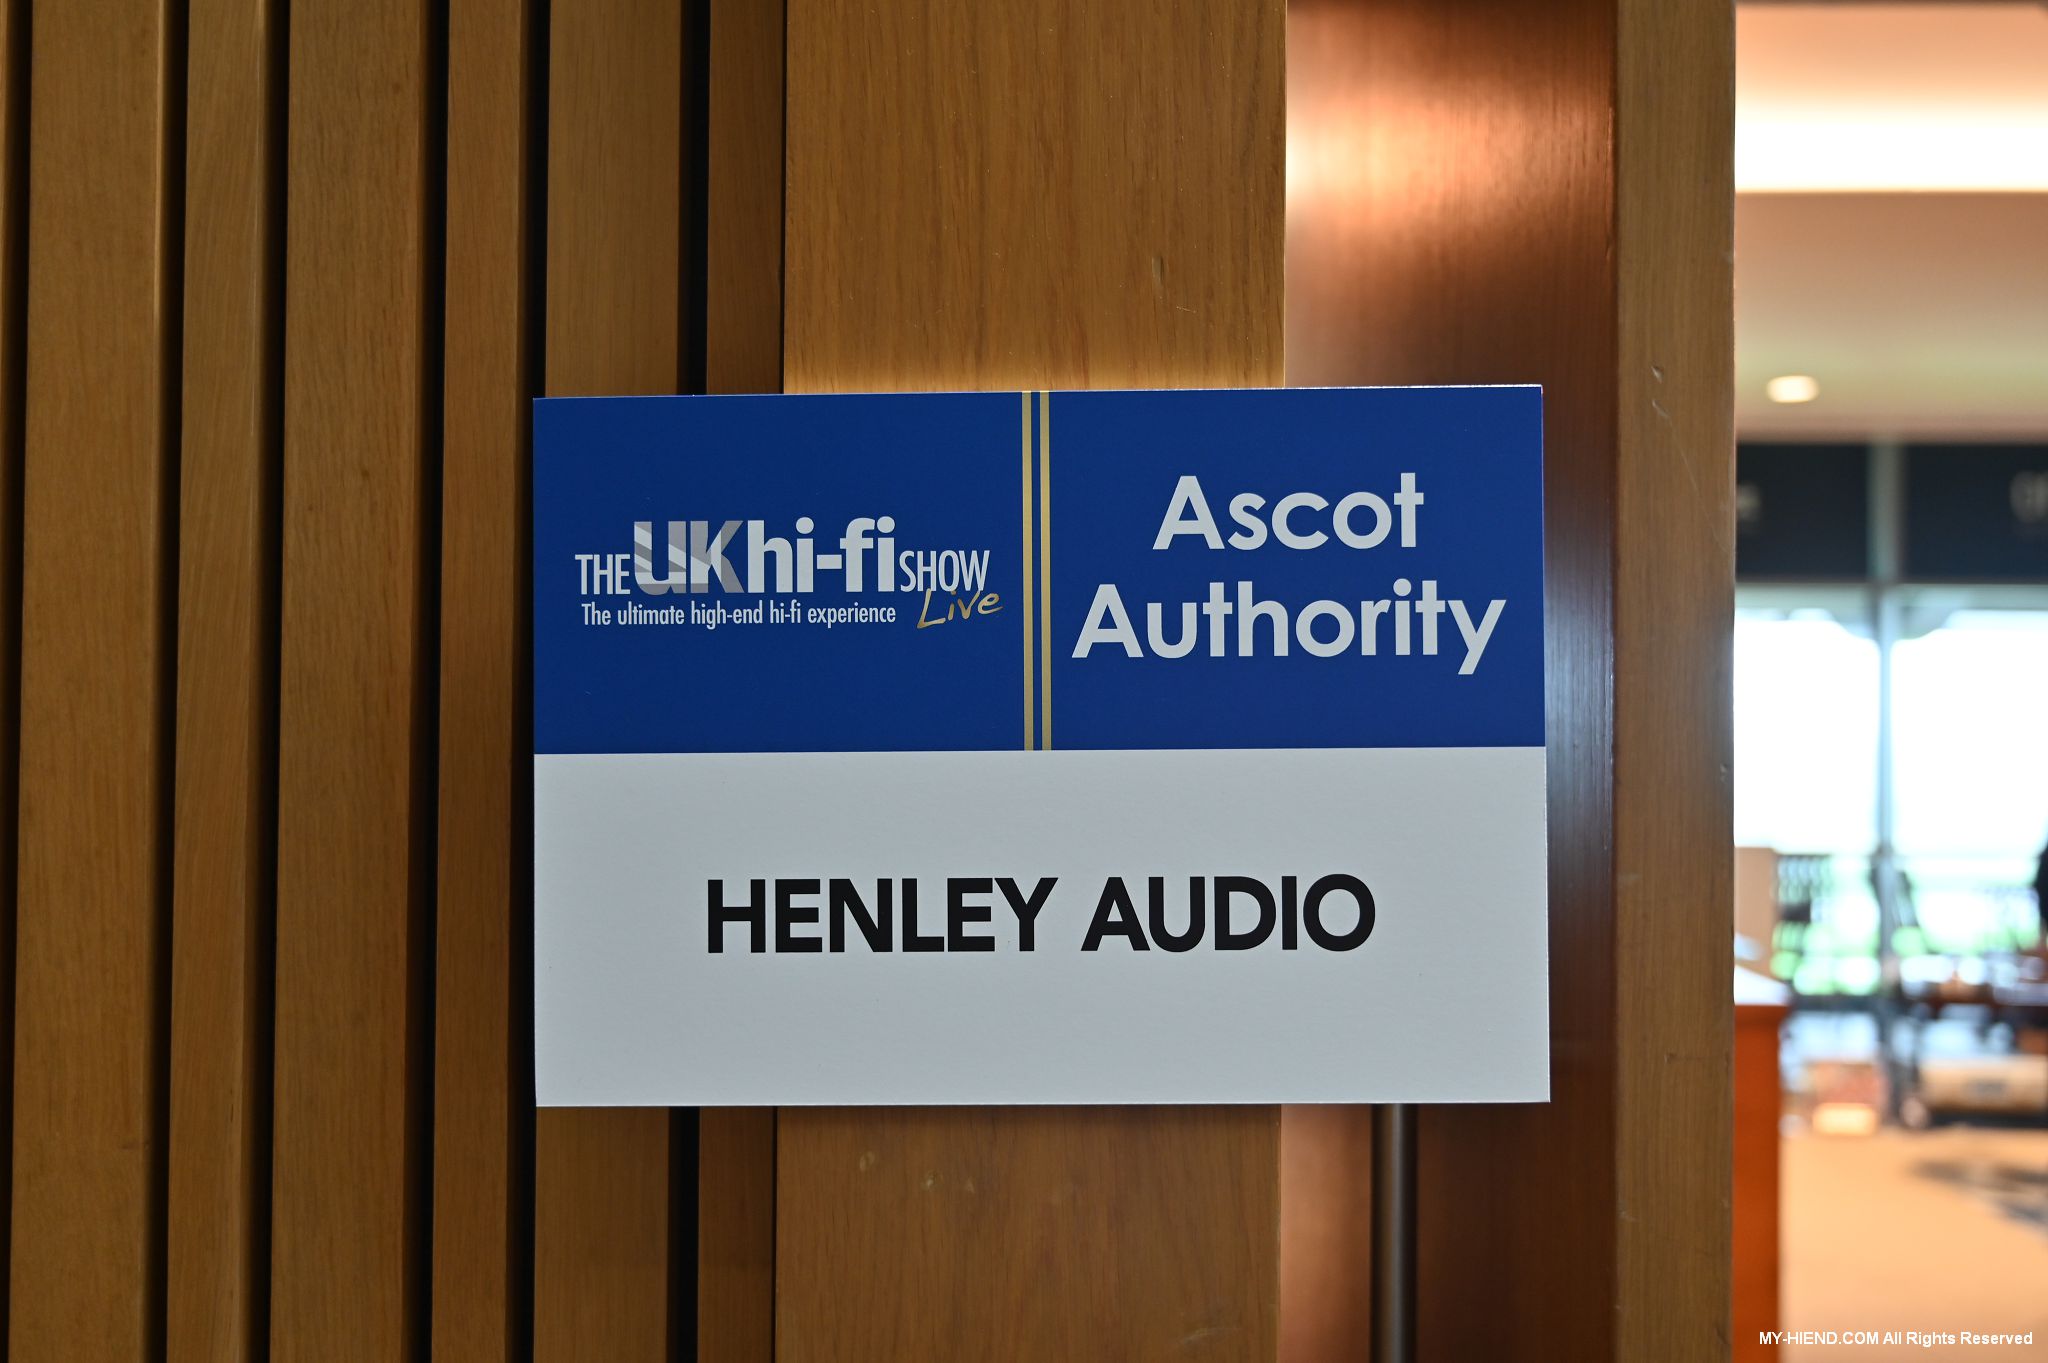 THE UK hi-fi SHOW
Live
The ultimate high-end hi-fi experience
Ascot
Authority
HENLEY AUDIO
MY-HIEND.COM All Rights Reserved